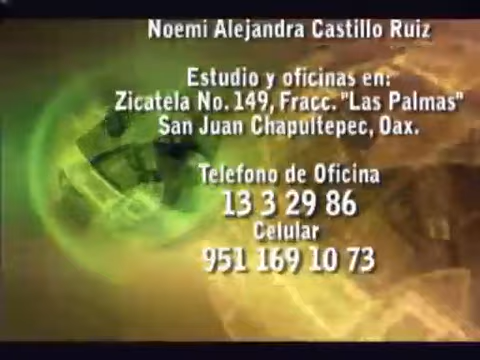 Noemi Alejandra Castillo Ruiz
Estudio y oficinas en:
Zicatela No. 149, Fracc. "Las Palmas"
San Juan Chapultepec, Oax.
Telefono de Oficina
13 3 29 86
Celular
951 169 10 73